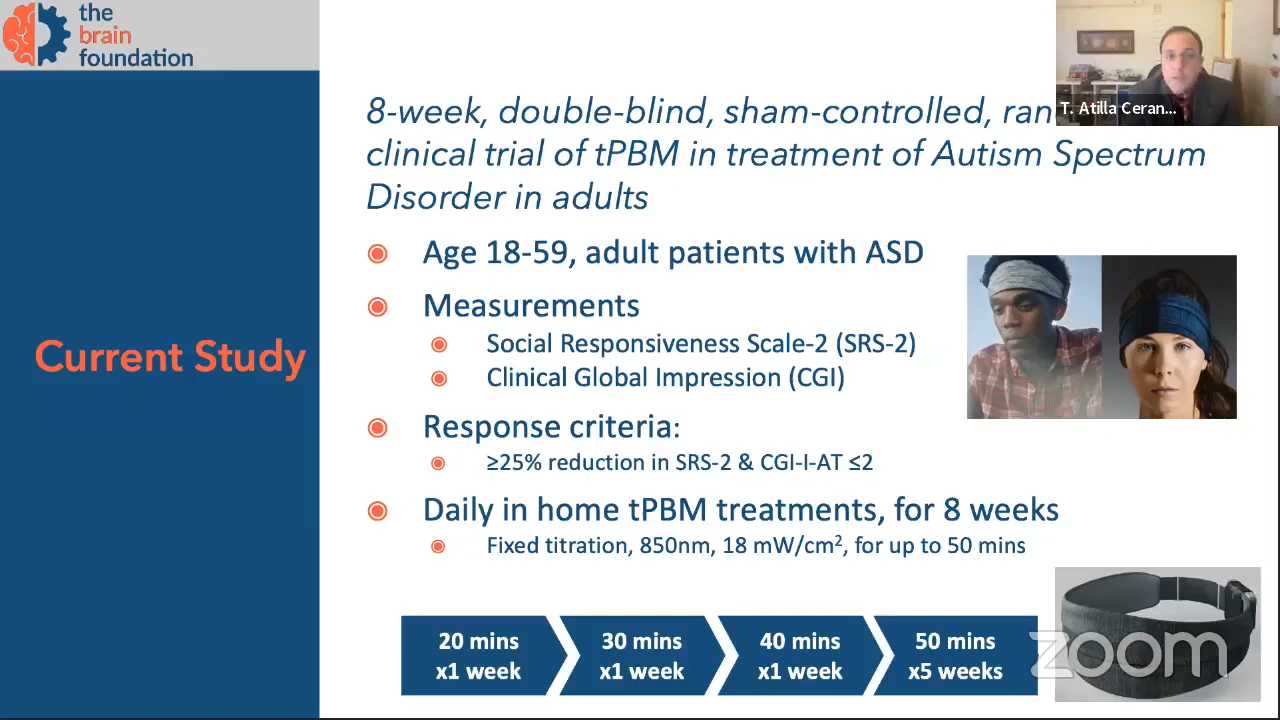 the
brain
foundation
T. Atilla Ceran...
8-week, double-blind, sham-controlled, ran
clinical trial of tPBM in treatment of Autism Spectrum
Disorder in adults
Current Study
Age 18-59, adult patients with ASD
Measurements
Social Responsiveness Scale-2 (SRS-2)
Clinical Global Impression (CGI)
Response criteria:
≥25% reduction in SRS-2 & CGI-I-AT ≤2
Daily in home tPBM treatments, for 8 weeks
Fixed titration, 850nm, 18 mW/cm², for up to 50 mins
20 mins
x1 week
30 mins
x1 week
40 mins
x1 week
50 mins
x5 weeks
zoom